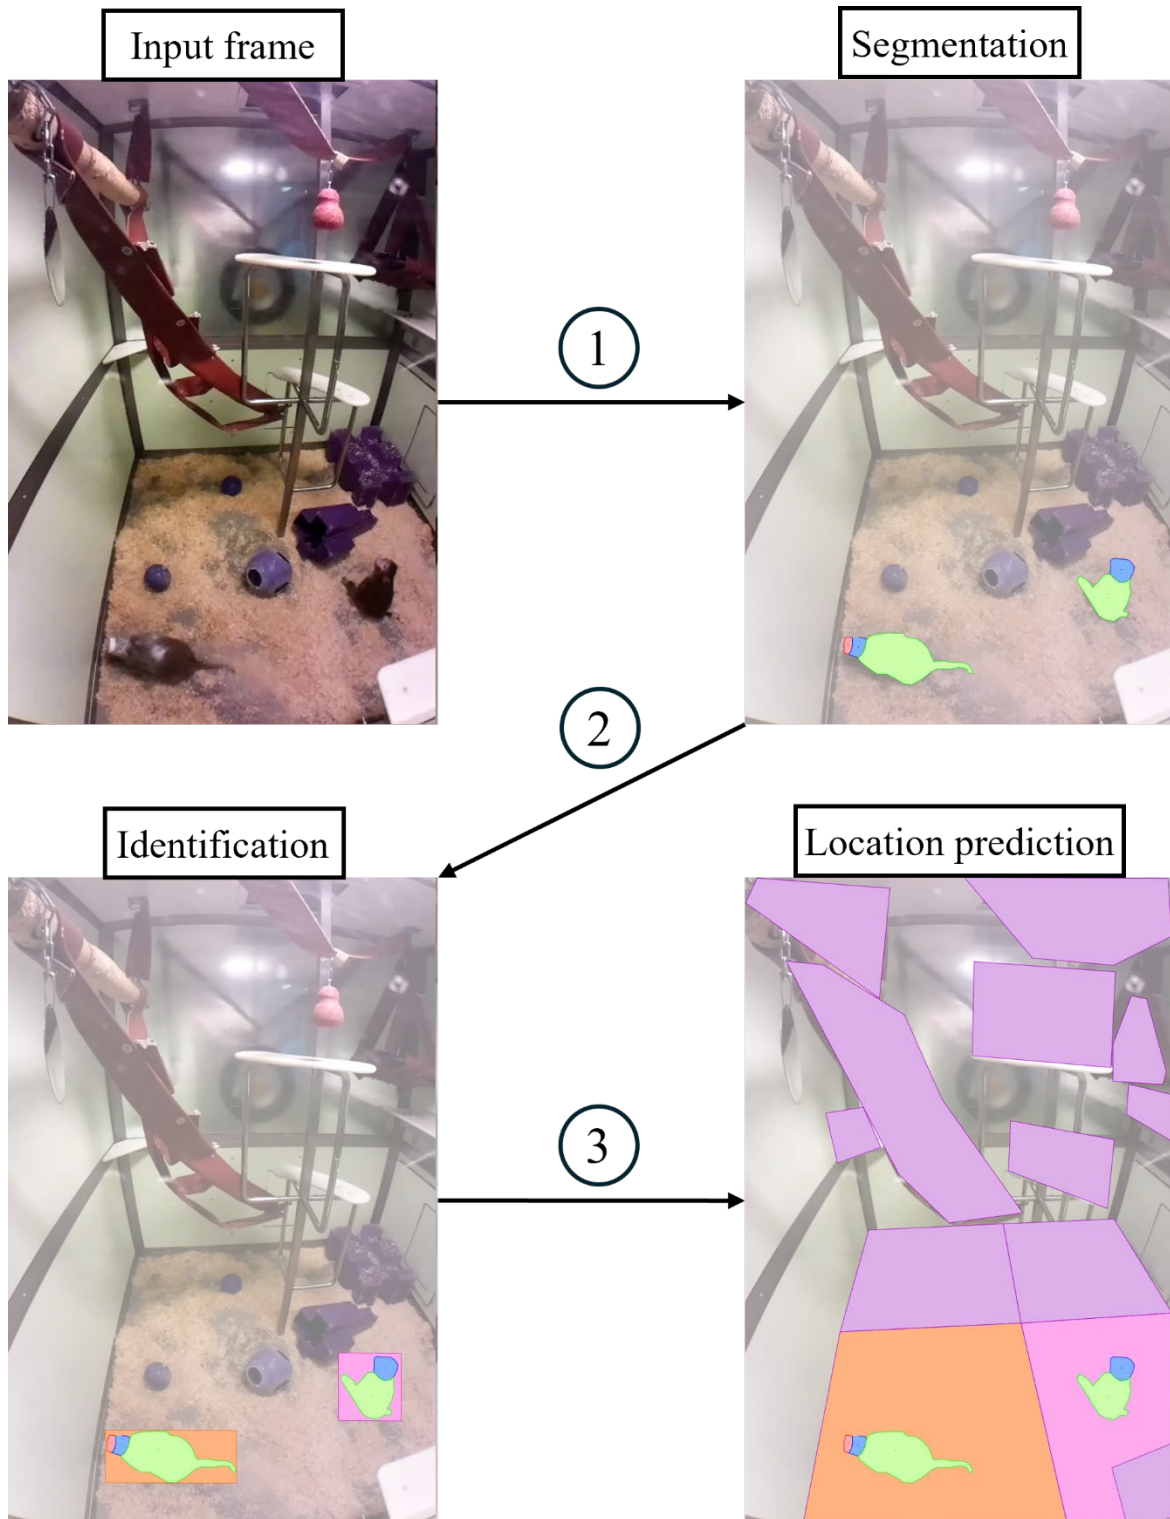 Input frame
Segmentation
1
2
Identification
Location prediction
3